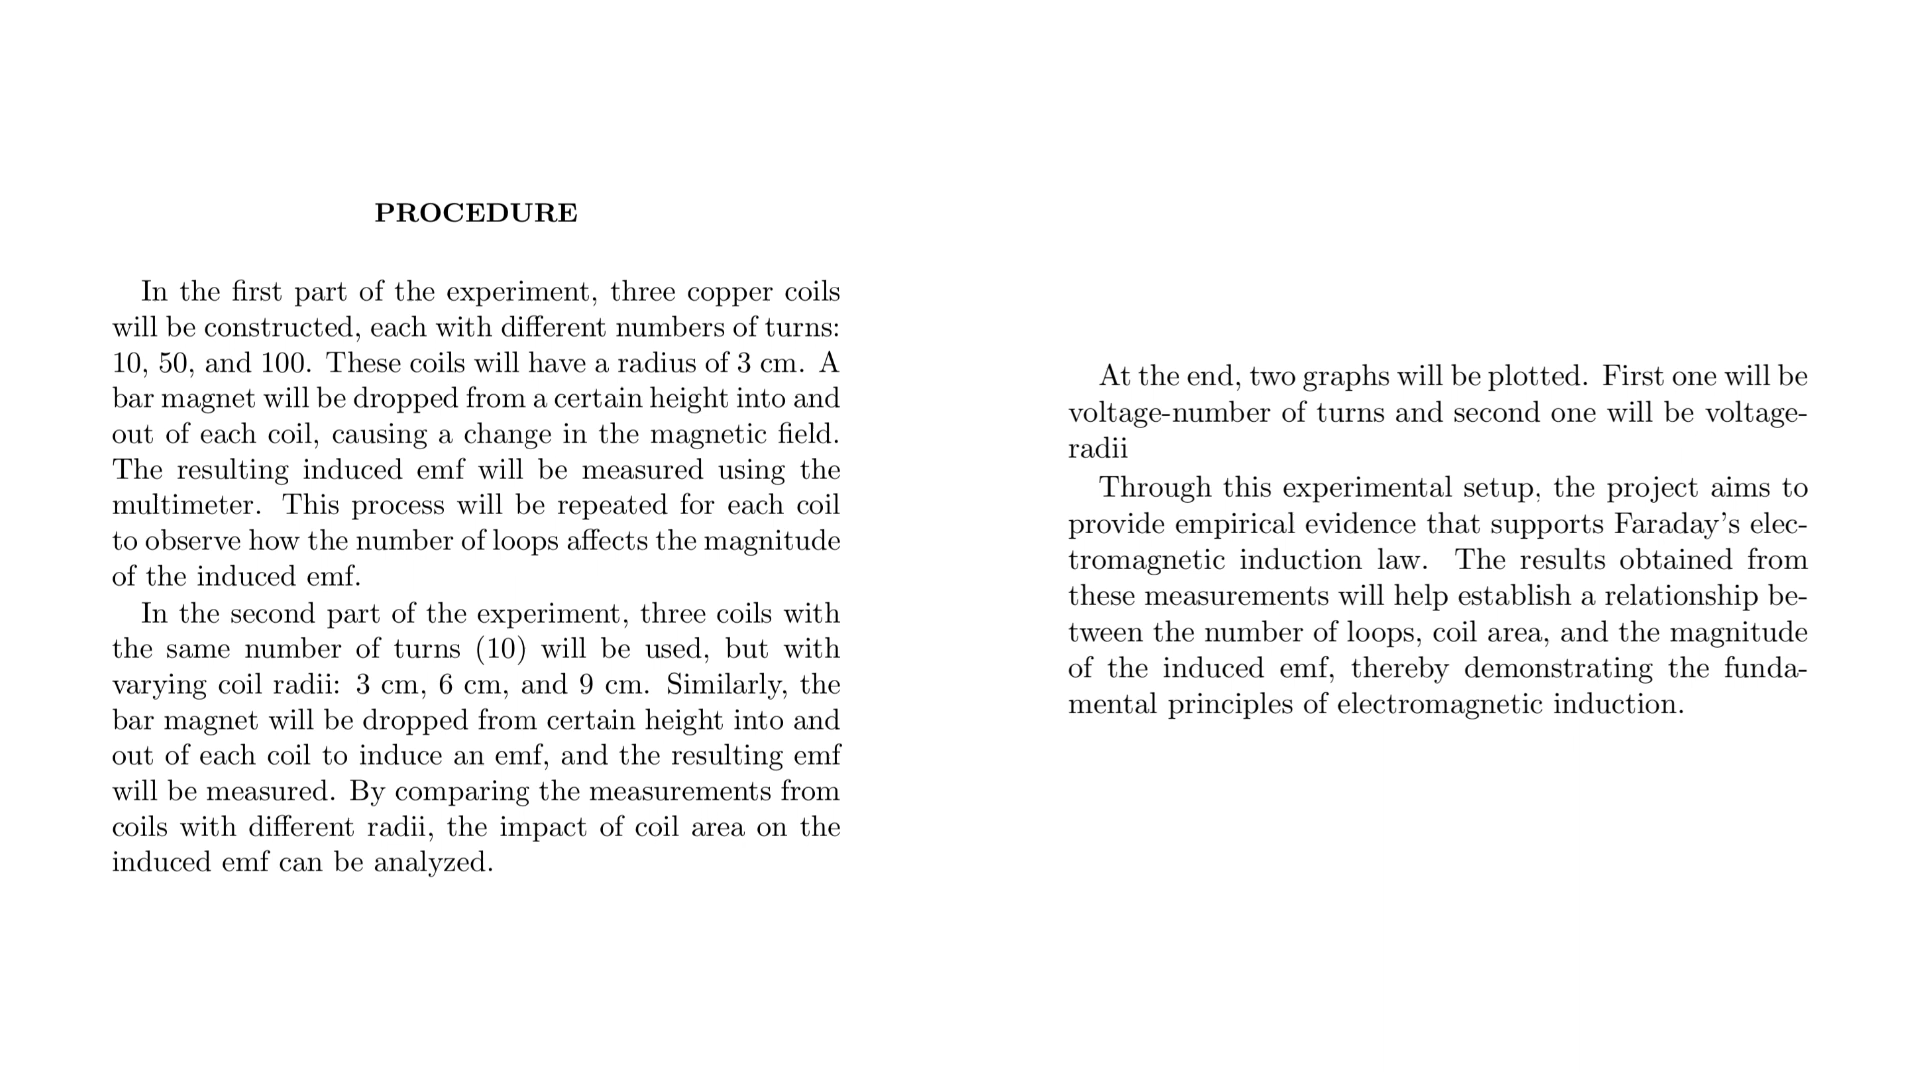 PROCEDURE
In the first part of the experiment, three copper coils
will be constructed, each with different numbers of turns:
10, 50, and 100. These coils will have a radius of 3 cm. A
bar magnet will be dropped from a certain height into and
out of each coil, causing a change in the magnetic field.
The resulting induced emf will be measured using the
multimeter. This process will be repeated for each coil
to observe how the number of loops affects the magnitude
of the induced emf.
In the second part of the experiment, three coils with
the same number of turns (10) will be used, but with
varying coil radii: 3 cm, 6 cm, and 9 cm. Similarly, the
bar magnet will be dropped from certain height into and
out of each coil to induce an emf, and the resulting emf
will be measured. By comparing the measurements from
coils with different radii, the impact of coil area on the
induced emf can be analyzed.
At the end, two graphs will be plotted. First one will be
voltage-number of turns and second one will be voltage-
radii
Through this experimental setup, the project aims to
provide empirical evidence that supports Faraday's elec-
tromagnetic induction law. The results obtained from
these measurements will help establish a relationship be-
tween the number of loops, coil area, and the magnitude
of the induced emf, thereby demonstrating the funda-
mental principles of electromagnetic induction.